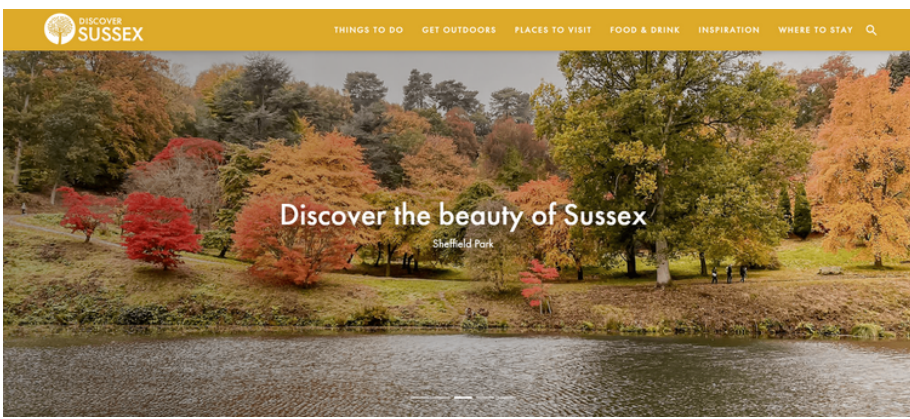 DISCOVER
SUSSEX
THINGS TO DO GET OUTDOORS PLACES TO VISIT FOOD & DRINK INSPIRATION WHERE TO STAY
Discover the beauty of Sussex
Sheffield Park